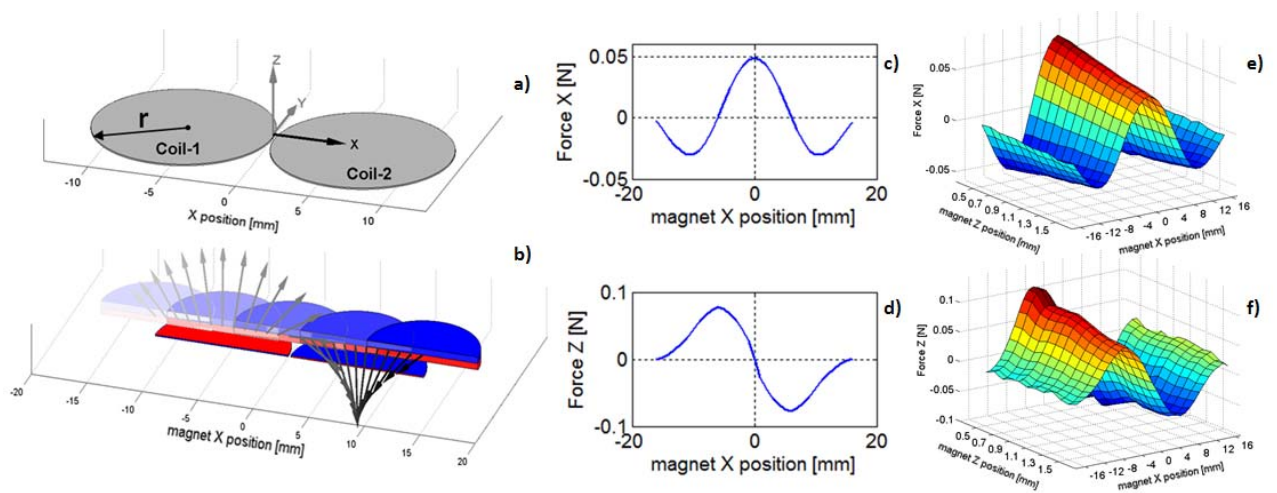 a)
Z
Y
X
r
Coil-1
Coil-2
-10
-5
0
5
10
X position [mm]
b)
-20
-15
-10
-5
0
5
10
15
20
magnet X position [mm]
c)
Force X [N]
0.05
0
-0.05
-20
0
20
magnet X position [mm]
d)
Force Z [N]
0.1
0
-0.1
-20
0
20
magnet X position [mm]
e)
Force X [N]
0.05
0
-0.05
0.5 0.7 0.9 1.1 1.3 1.5
magnet Z position [mm]
-16 -12 -8 -4 0 4 8 12 16
magnet X position [mm]
f)
Force Z [N]
0.1
0.05
0
-0.05
-0.1
0.5 0.7 0.9 1.1 1.3 1.5
magnet Z position [mm]
-16 -12 -8 -4 0 4 8 12 16
magnet X position [mm]